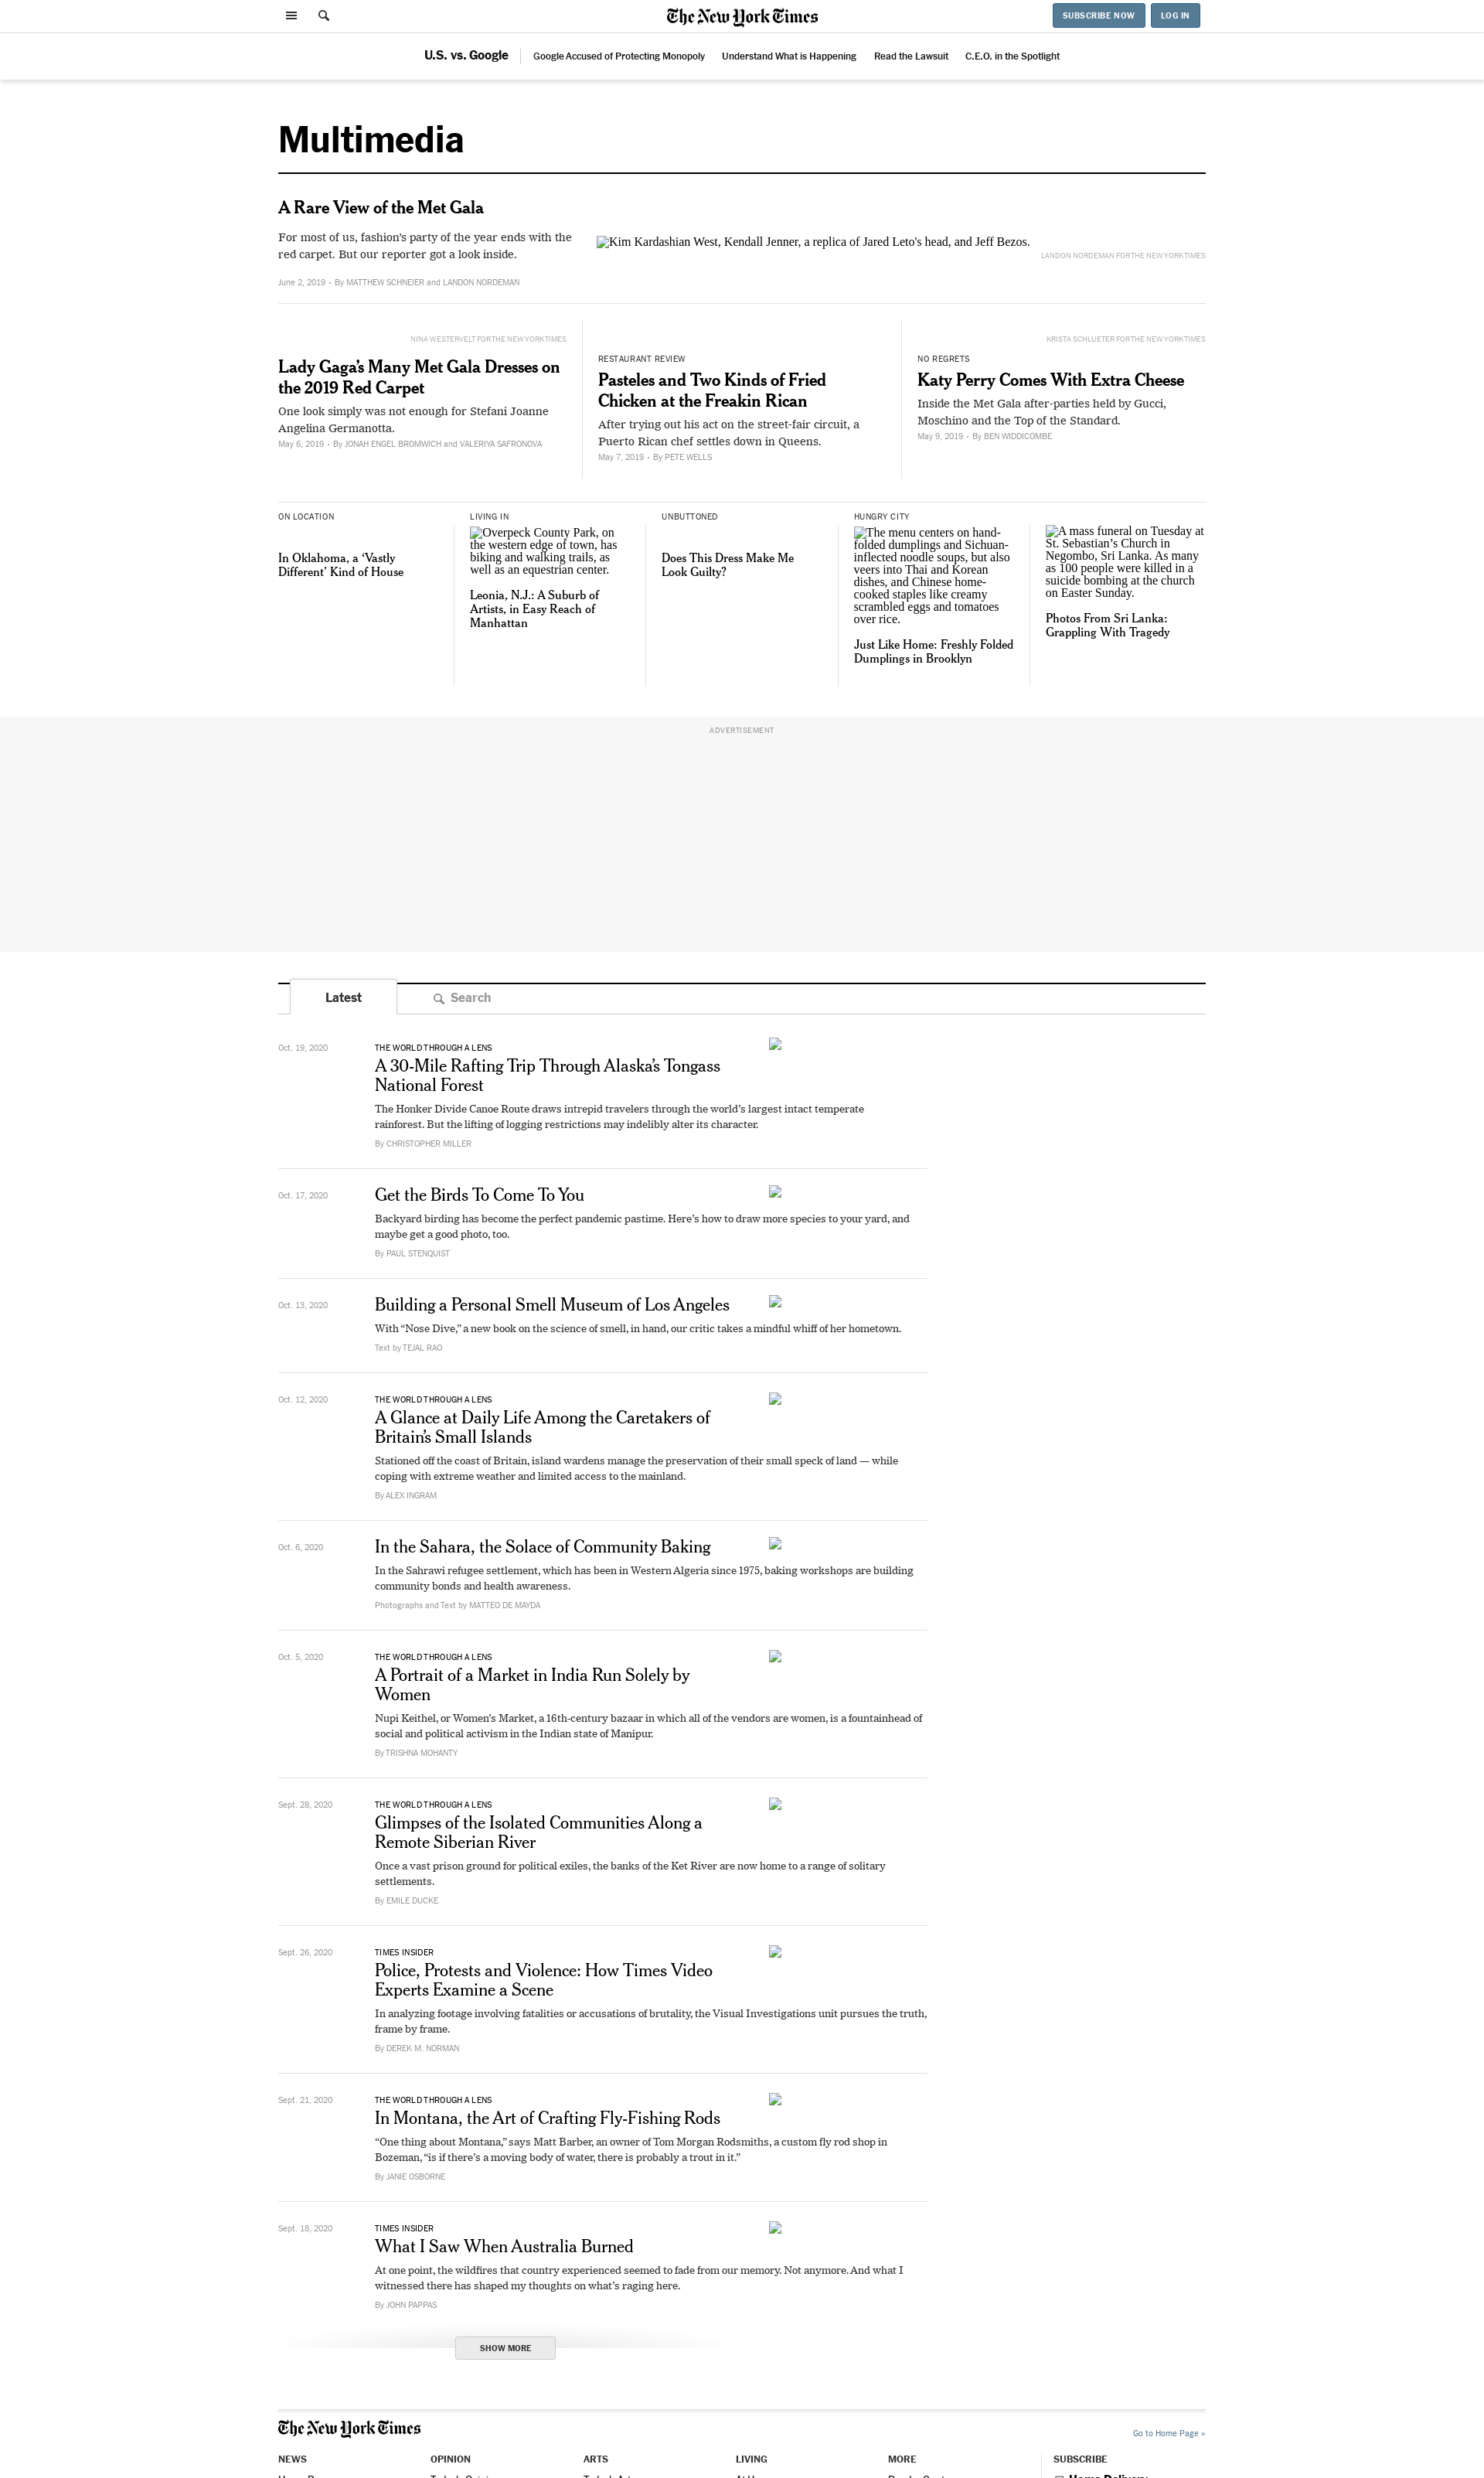 The New York Times
SUBSCRIBE NOW
LOG IN
U.S. vs. Google
Google Accused of Protecting Monopoly
Understand What is Happening
Read the Lawsuit
C.E.O. in the Spotlight
Multimedia
A Rare View of the Met Gala
For most of us, fashion's party of the year ends with the
red carpet. But our reporter got a look inside.
June 2, 2019 • By MATTHEW SCHNEIER and LANDON NORDEMAN
Kim Kardashian West, Kendall Jenner, a replica of Jared Leto's head, and Jeff Bezos.
LANDON NORDEMAN FOR THE NEW YORK TIMES
NINA WESTERVELT FOR THE NEW YORK TIMES
Lady Gaga’s Many Met Gala Dresses on
the 2019 Red Carpet
One look simply was not enough for Stefani Joanne
Angelina Germanotta.
May 6, 2019 • By JONAH ENGEL BROMWICH and VALERIYA SAFRONOVA
RESTAURANT REVIEW
Pasteles and Two Kinds of Fried
Chicken at the Freakin Rican
After trying out his act on the street-fair circuit, a
Puerto Rican chef settles down in Queens.
May 7, 2019 • By PETE WELLS
KRISTA SCHLUETER FOR THE NEW YORK TIMES
NO REGRETS
Katy Perry Comes With Extra Cheese
Inside the Met Gala after-parties held by Gucci,
Moschino and the Top of the Standard.
May 9, 2019 • By BEN WIDDICOMBE
ON LOCATION
In Oklahoma, a ‘Vastly
Different’ Kind of House
LIVING IN
Overpeck County Park, on
the western edge of town, has
biking and walking trails, as
well as an equestrian center.
Leonia, N.J.: A Suburb of
Artists, in Easy Reach of
Manhattan
UNBUTTONED
Does This Dress Make Me
Look Guilty?
HUNGRY CITY
The menu centers on hand-
folded dumplings and Sichuan-
inflected noodle soups, but also
veers into Thai and Korean
dishes, and Chinese home-
cooked staples like creamy
scrambled eggs and tomatoes
over rice.
Just Like Home: Freshly Folded
Dumplings in Brooklyn
A mass funeral on Tuesday at
St. Sebastian’s Church in
Negombo, Sri Lanka. As many
as 100 people were killed in a
suicide bombing at the church
on Easter Sunday.
Photos From Sri Lanka:
Grappling With Tragedy
ADVERTISEMENT
Latest
Search
Oct. 19, 2020
THE WORLD THROUGH A LENS
A 30-Mile Rafting Trip Through Alaska’s Tongass
National Forest
The Honker Divide Canoe Route draws intrepid travelers through the world’s largest intact temperate
rainforest. But the lifting of logging restrictions may indelibly alter its character.
By CHRISTOPHER MILLER
Oct. 17, 2020
Get the Birds To Come To You
Backyard birding has become the perfect pandemic pastime. Here’s how to draw more species to your yard, and
maybe get a good photo, too.
By PAUL STENQUIST
Oct. 13, 2020
Building a Personal Smell Museum of Los Angeles
With “Nose Dive,” a new book on the science of smell, in hand, our critic takes a mindful whiff of her hometown.
Text by TEJAL RAO
Oct. 12, 2020
THE WORLD THROUGH A LENS
A Glance at Daily Life Among the Caretakers of
Britain’s Small Islands
Stationed off the coast of Britain, island wardens manage the preservation of their small speck of land — while
coping with extreme weather and limited access to the mainland.
By ALEX INGRAM
Oct. 6, 2020
In the Sahara, the Solace of Community Baking
In the Sahrawi refugee settlement, which has been in Western Algeria since 1975, baking workshops are building
community bonds and health awareness.
Photographs and Text by MATTEO DE MAYDA
Oct. 5, 2020
THE WORLD THROUGH A LENS
A Portrait of a Market in India Run Solely by
Women
Nupi Keithel, or Women’s Market, a 16th-century bazaar in which all of the vendors are women, is a fountainhead of
social and political activism in the Indian state of Manipur.
By TRISHNA MOHANTY
Sept. 28, 2020
THE WORLD THROUGH A LENS
Glimpses of the Isolated Communities Along a
Remote Siberian River
Once a vast prison ground for political exiles, the banks of the Ket River are now home to a range of solitary
settlements.
By EMILE DUCKE
Sept. 26, 2020
TIMES INSIDER
Police, Protests and Violence: How Times Video
Experts Examine a Scene
In analyzing footage involving fatalities or accusations of brutality, the Visual Investigations unit pursues the truth,
frame by frame.
By DEREK M. NORMAN
Sept. 21, 2020
THE WORLD THROUGH A LENS
In Montana, the Art of Crafting Fly-Fishing Rods
“One thing about Montana,” says Matt Barber, an owner of Tom Morgan Rodsmiths, a custom fly rod shop in
Bozeman, “is if there’s a moving body of water, there is probably a trout in it.”
By JANIE OSBORNE
Sept. 18, 2020
TIMES INSIDER
What I Saw When Australia Burned
At one point, the wildfires that country experienced seemed to fade from our memory. Not anymore. And what I
witnessed there has shaped my thoughts on what’s raging here.
By JOHN PAPPAS
SHOW MORE
The New York Times
Go to Home Page »
NEWS
OPINION
ARTS
LIVING
MORE
SUBSCRIBE